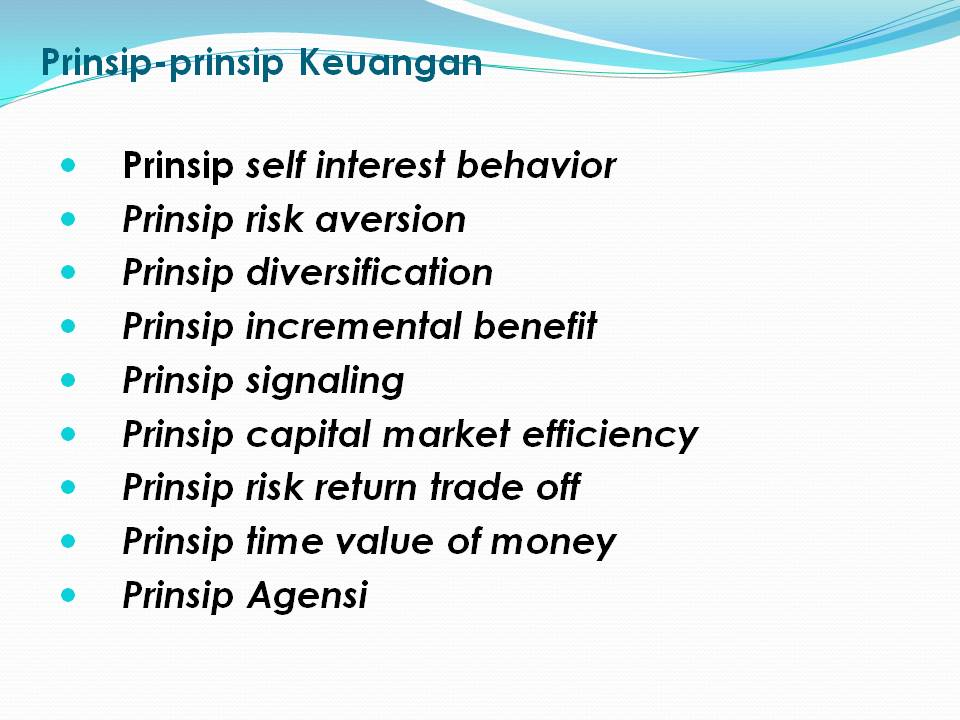 Prinsip-prinsip Keuangan
• Prinsip self interest behavior
• Prinsip risk aversion
• Prinsip diversification
• Prinsip incremental benefit
• Prinsip signaling
• Prinsip capital market efficiency
• Prinsip risk return trade off
• Prinsip time value of money
• Prinsip Agensi